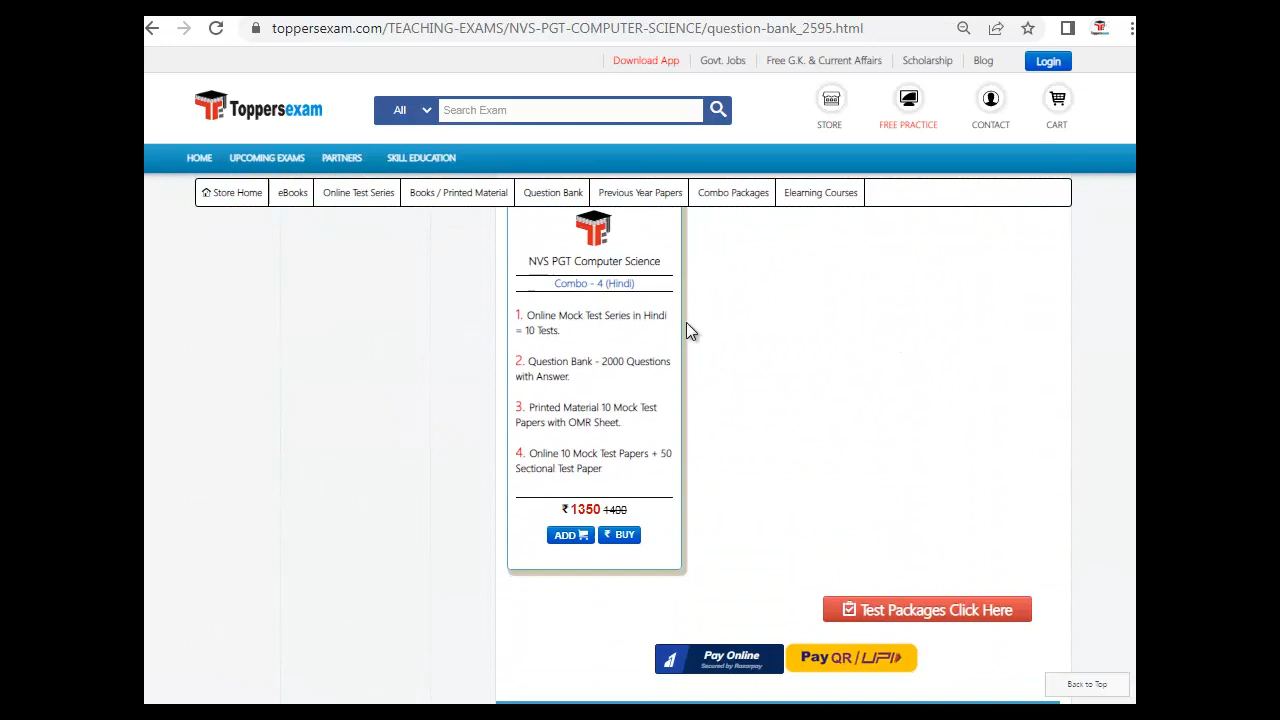 toppersexam.com/TEACHING-EXAMS/NVS-PGT-COMPUTER-SCIENCE/question-bank_2595.html
Download App
Govt. Jobs
Free G.K. & Current Affairs
Scholarship
Blog
Login
Toppersexam
All
Search Exam
STORE
FREE PRACTICE
CONTACT
CART
HOME
UPCOMING EXAMS
PARTNERS
SKILL EDUCATION
Store Home
eBooks
Online Test Series
Books / Printed Material
Question Bank
Previous Year Papers
Combo Packages
Elearning Courses
NVS PGT Computer Science
Combo - 4 (Hindi)
1. Online Mock Test Series in Hindi
= 10 Tests.
2. Question Bank - 2000 Questions
with Answer.
3. Printed Material 10 Mock Test
Papers with OMR Sheet.
4. Online 10 Mock Test Papers + 50
Sectional Test Paper
₹ 1350 1400
ADD
₹ BUY
Test Packages Click Here
Pay Online
Secured by Razorpay
Pay QR / UPI
Back to Top